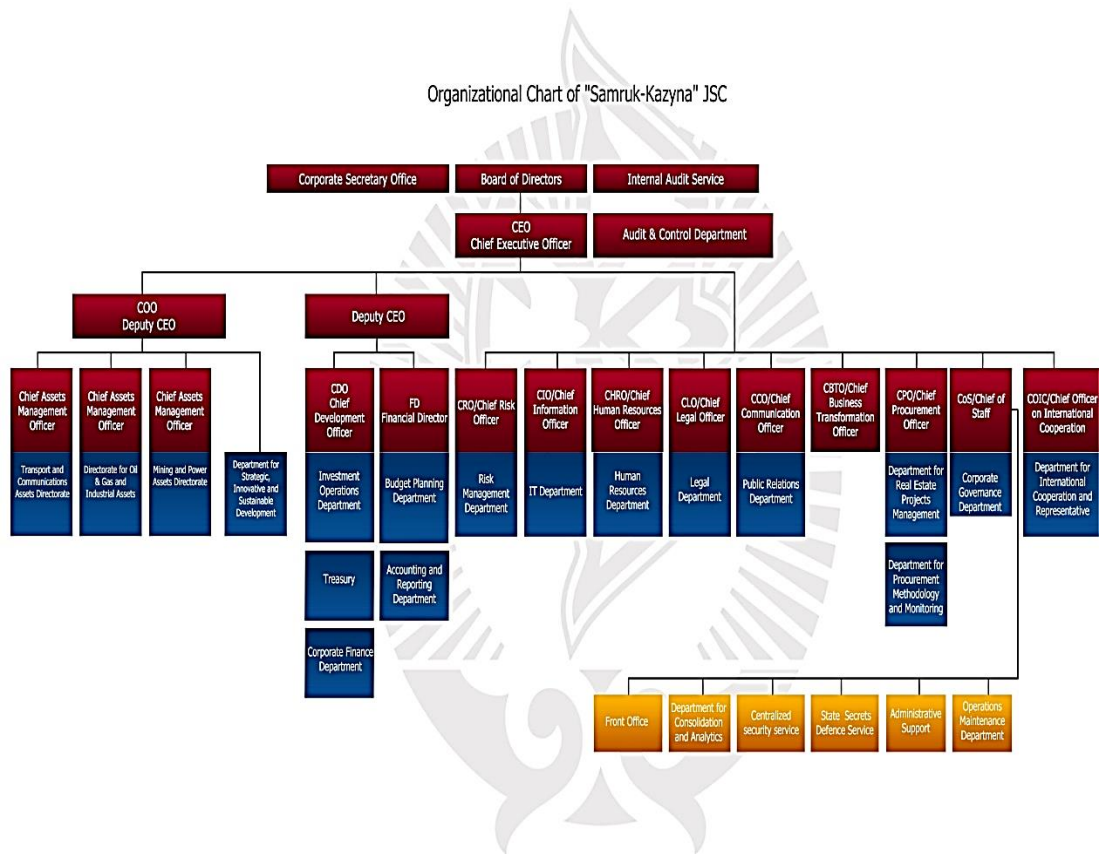 Organizational Chart of "Samruk-Kazyna" JSC
Corporate Secretary Office
Board of Directors
Internal Audit Service
CEO
Chief Executive Officer
Audit & Control Department
COO
Deputy CEO
Deputy CEO
Chief Assets
Management
Officer
Chief Assets
Management
Officer
Chief Assets
Management
Officer
CDO
Chief
Development
Officer
FD
Financial Director
CRO/Chief Risk
Officer
CIO/Chief
Information
Officer
CHRO/Chief
Human Resources
Officer
CLO/Chief
Legal Officer
CCO/Chief
Communication
Officer
CBTO/Chief
Business
Transformation
Officer
CPO/Chief
Procurement
Officer
CoS/Chief of
Staff
COIC/Chief Officer
on International
Cooperation
Transport and
Communications
Assets Directorate
Directorate for Oil
& Gas and
Industrial Assets
Mining and Power
Assets Directorate
Department for
Strategic,
Innovative and
Sustainable
Development
Investment
Operations
Department
Budget Planning
Department
Risk
Management
Department
IT Department
Human
Resources
Department
Legal
Department
Public Relations
Department
Department for
Real Estate
Projects
Management
Corporate
Governance
Department
Department for
International
Cooperation and
Representative
Treasury
Accounting and
Reporting
Department
Department for
Procurement
Methodology
and Monitoring
Corporate Finance
Department
Front Office
Department for
Consolidation
and Analytics
Centralized
security service
State Secrets
Defence Service
Administrative
Support
Operations
Maintenance
Department